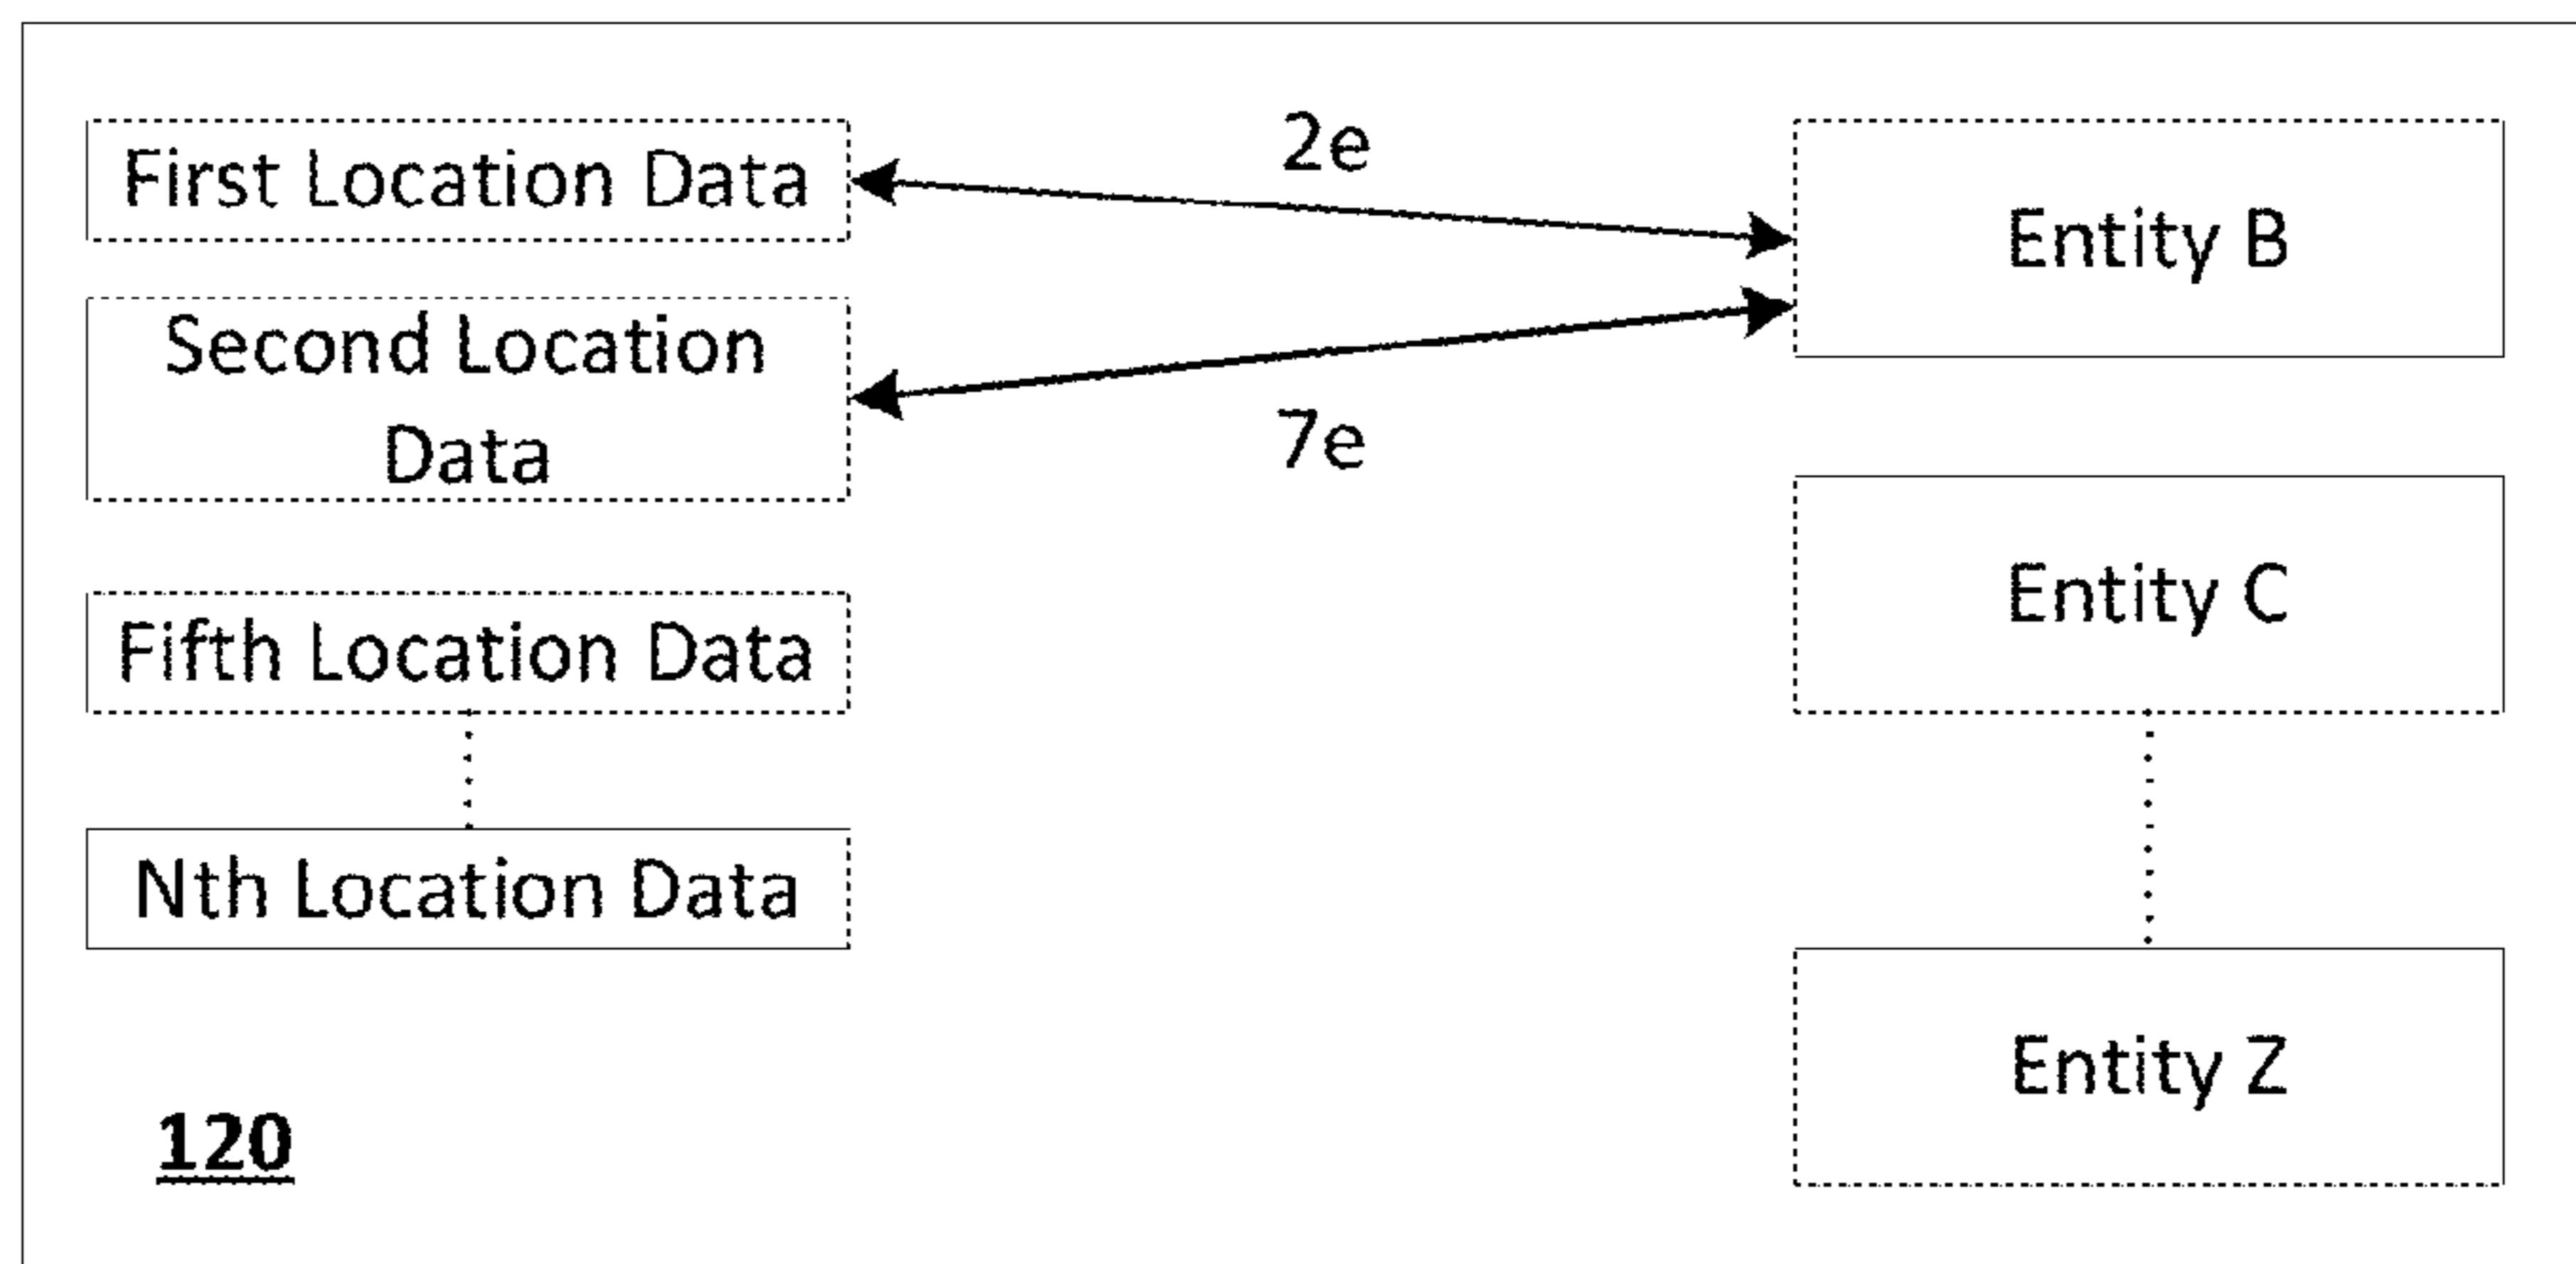 First Location Data
2e
Entity B
Second Location
Data
7e
Entity C
Fifth Location Data
Nth Location Data
Entity Z
120